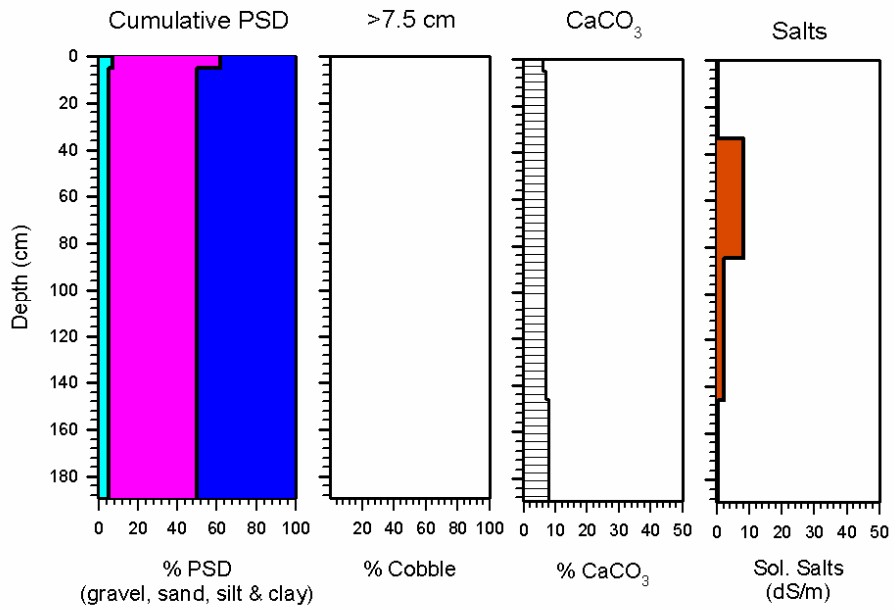 Cumulative PSD
>7.5 cm
CaCO3
Salts
Depth (cm)
0
20
40
60
80
100
120
140
160
180
0 20 40 60 80 100
0 20 40 60 80 100
0 10 20 30 40 50
0 10 20 30 40 50
% PSD
(gravel, sand, silt & clay)
% Cobble
% CaCO3
Sol. Salts
(dS/m)